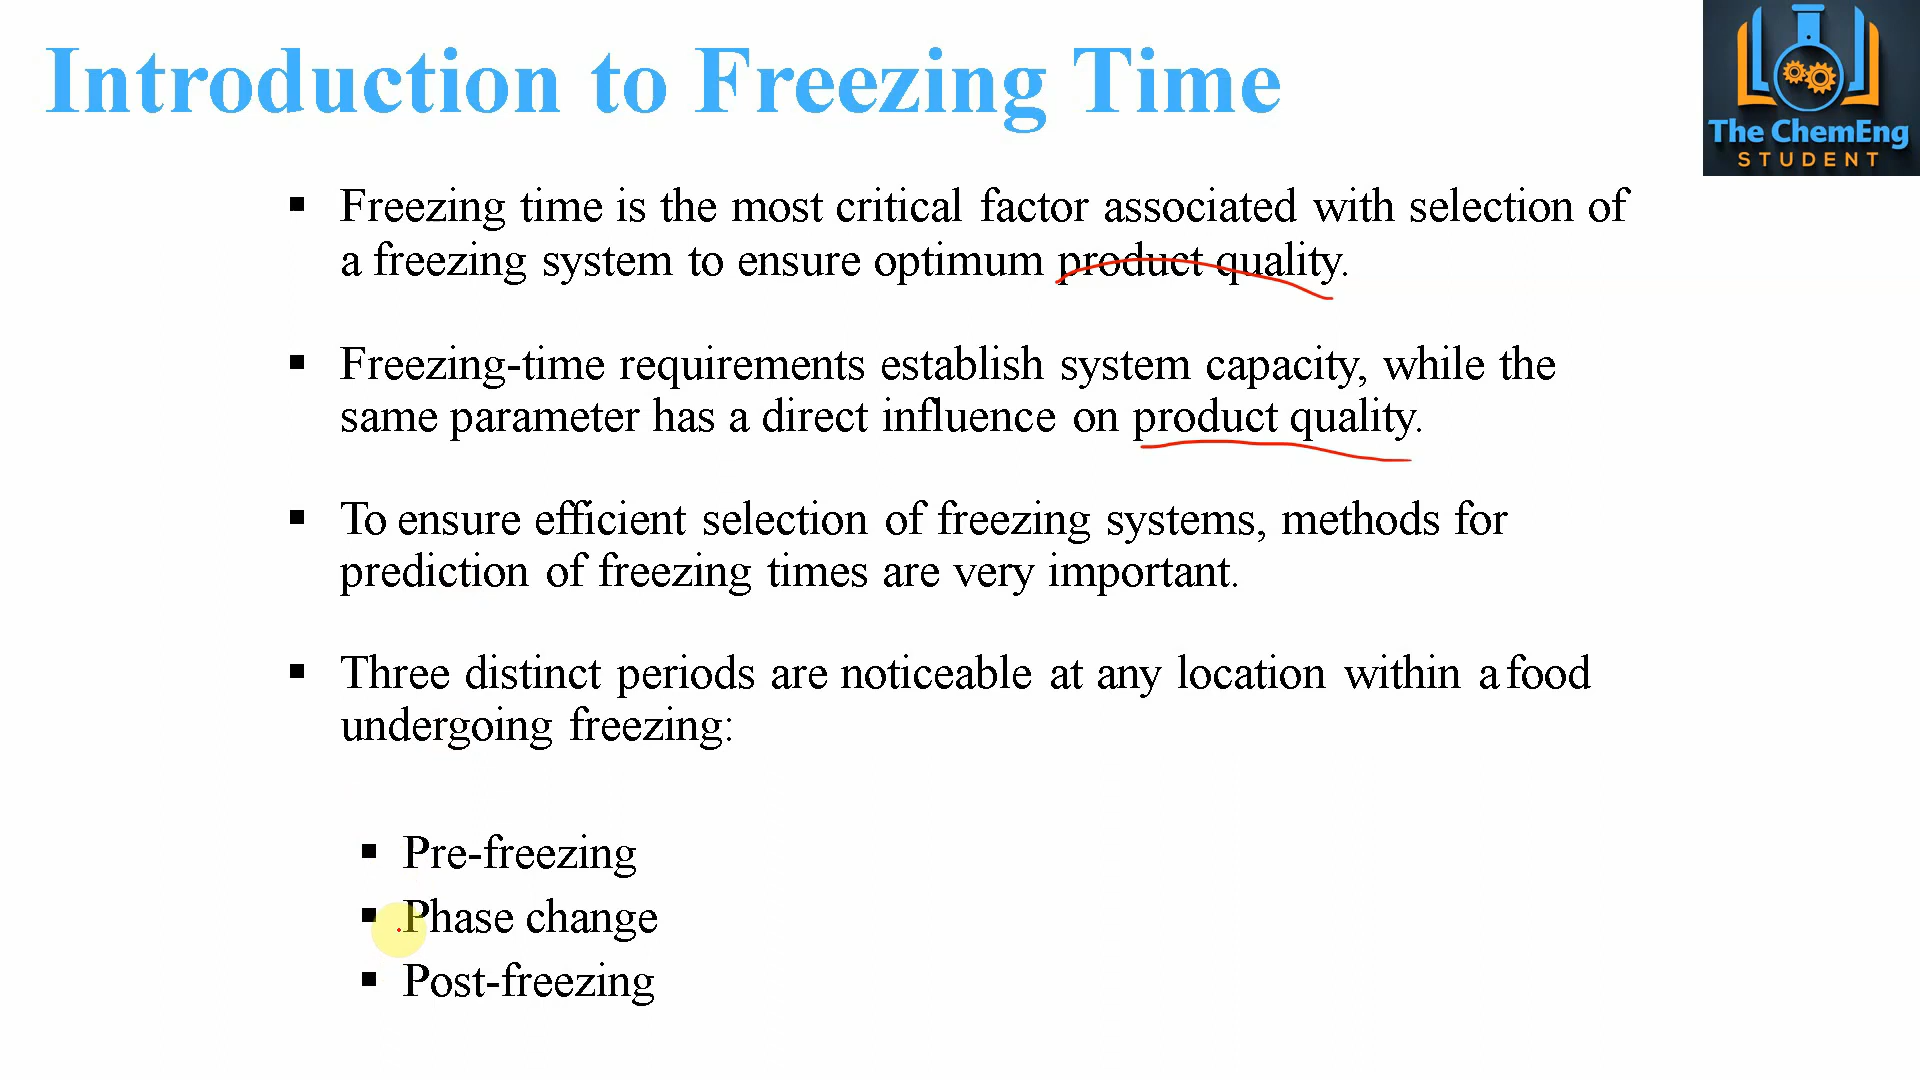 Introduction to Freezing Time
The ChemEng
STUDENT
▪ Freezing time is the most critical factor associated with selection of
a freezing system to ensure optimum product quality.
▪ Freezing-time requirements establish system capacity, while the
same parameter has a direct influence on product quality.
▪ To ensure efficient selection of freezing systems, methods for
prediction of freezing times are very important.
▪ Three distinct periods are noticeable at any location within a food
undergoing freezing:
▪ Pre-freezing
▪ Phase change
▪ Post-freezing